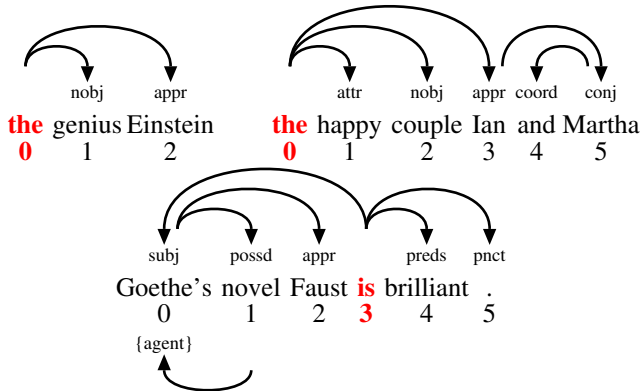 nobj appr
the genius Einstein
0 1 2
attr nobj appr coord conj
the happy couple Ian and Martha
0 1 2 3 4 5
subj possd appr preds pnct
Goethe's novel Faust is brilliant .
0 1 2 3 4 5
{agent}